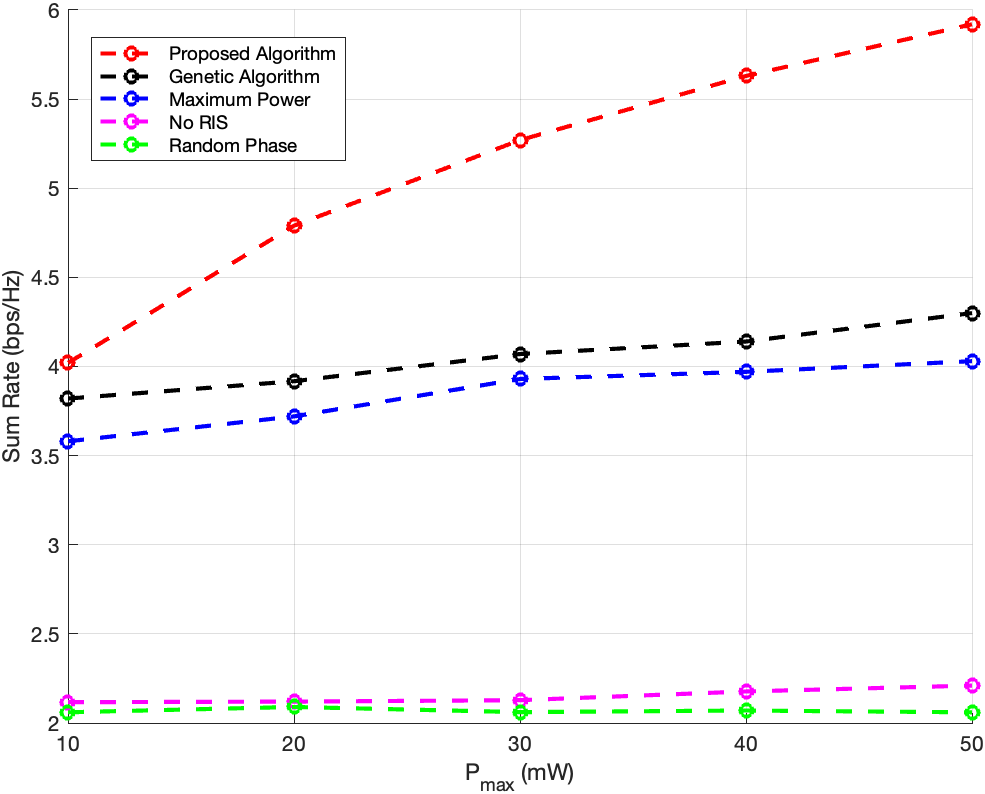 6
5.5
5
4.5
4
3.5
3
2.5
2
Sum Rate (bps/Hz)
Proposed Algorithm
Genetic Algorithm
Maximum Power
No RIS
Random Phase
10 20 30 40 50
P_max (mW)